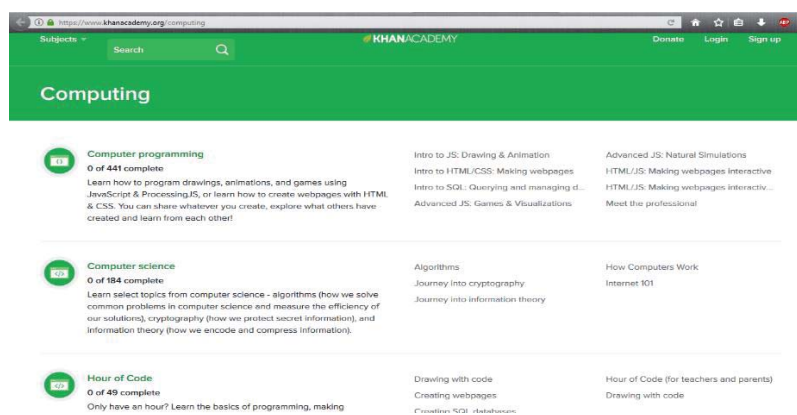 https://www.khanacademy.org/computing
Subjects
Search
KHANACADEMY
Donate Login Sign up
Computing
Computer programming
0 of 441 complete
Learn how to program drawings, animations, and games using
JavaScript & ProcessingJS, or learn how to create webpages with HTML
& CSS. You can share whatever you create, explore what others have
created and learn from each other!
Intro to JS: Drawing & Animation
Intro to HTML/CSS: Making webpages
Intro to SQL: Querying and managing d...
Advanced JS: Games & Visualizations
Advanced JS: Natural Simulations
HTML/JS: Making webpages interactive
HTML/JS: Making webpages interactiv...
Meet the professional
Computer science
0 of 184 complete
Learn select topics from computer science - algorithms (how we solve
common problems in computer science and measure the efficiency of
our solutions), cryptography (how we protect secret information), and
information theory (how we encode and compress information).
Algorithms
Journey into cryptography
Journey into information theory
How Computers Work
Internet 101
Hour of Code
0 of 49 complete
Only have an hour? Learn the basics of programming, making
Drawing with code
Creating webpages
Creating SQL databases
Hour of Code (for teachers and parents)
Drawing with code